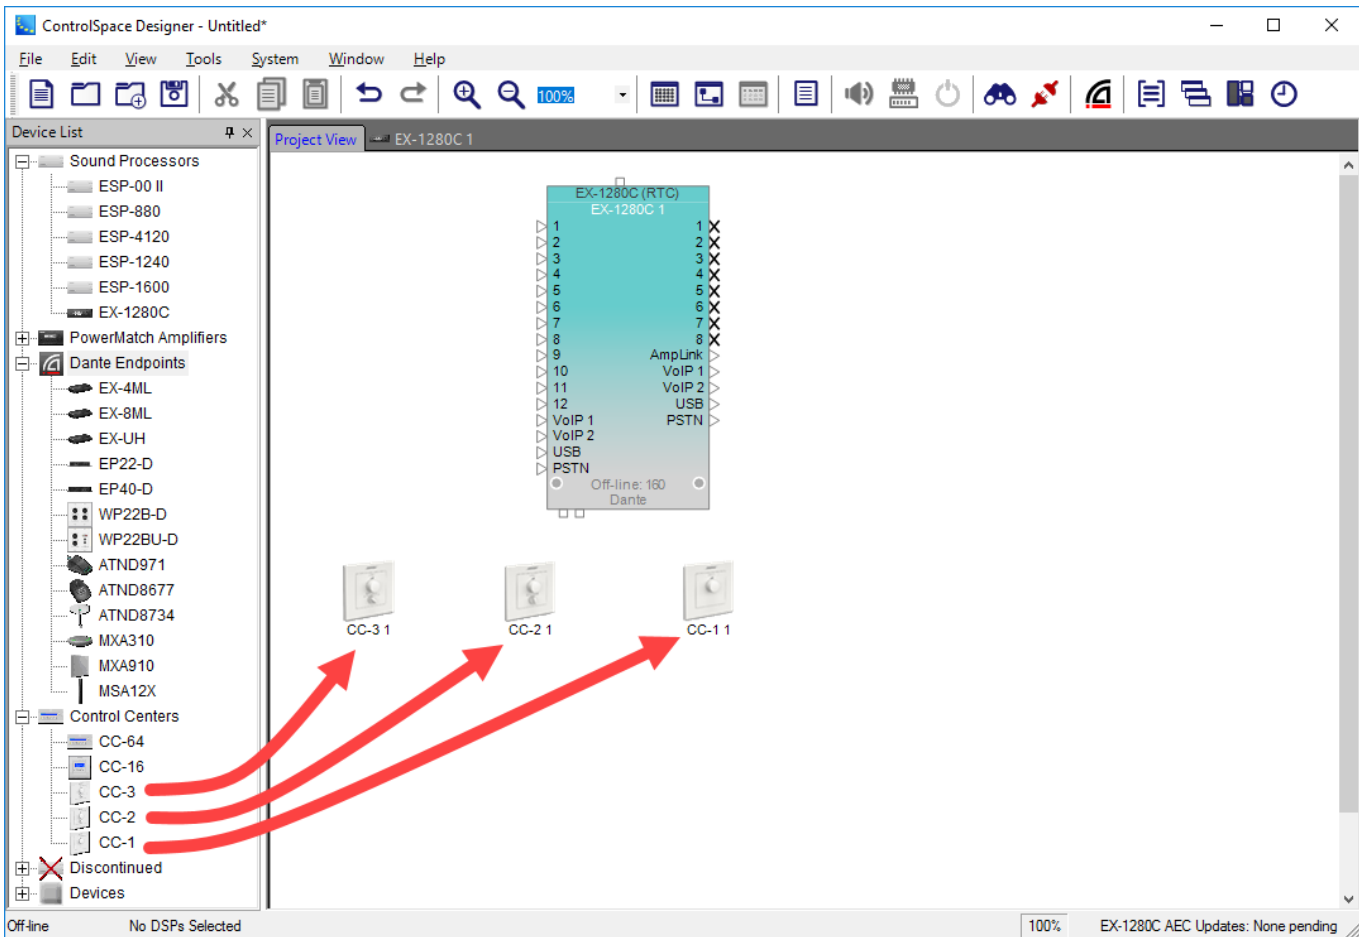 ControlSpace Designer - Untitled*
File Edit View Tools System Window Help
100%
Device List
Project View EX-1280C 1
Sound Processors
ESP-00 II
ESP-880
ESP-4120
ESP-1240
ESP-1600
EX-1280C
PowerMatch Amplifiers
Dante Endpoints
EX-4ML
EX-8ML
EX-UH
EP22-D
EP40-D
WP22B-D
WP22BU-D
ATND971
ATND8677
ATND8734
MXA310
MXA910
MSA12X
Control Centers
CC-64
CC-16
CC-3
CC-2
CC-1
Discontinued
Devices
EX-1280C (RTC)
EX-1280C 1
1 1
2 2
3 3
4 4
5 5
6 6
7 7
8 8
9 AmpLink
10 VoIP 1
11 VoIP 2
12 USB
VoIP 1 PSTN
VoIP 2
USB
PSTN
Off-line: 160
Dante
CC-3 1 CC-2 1 CC-1 1
Off-line No DSPs Selected 100% EX-1280C AEC Updates: None pending